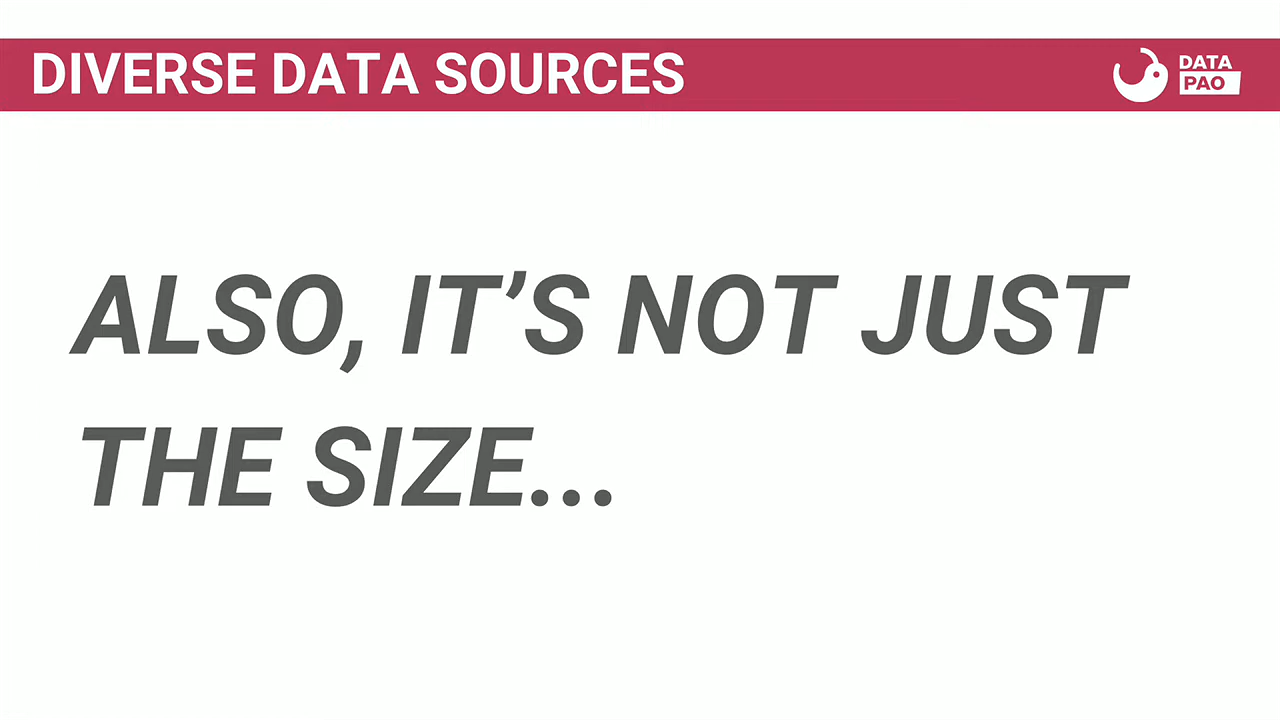 DIVERSE DATA SOURCES
DATA
PAO
ALSO, IT’S NOT JUST
THE SIZE...